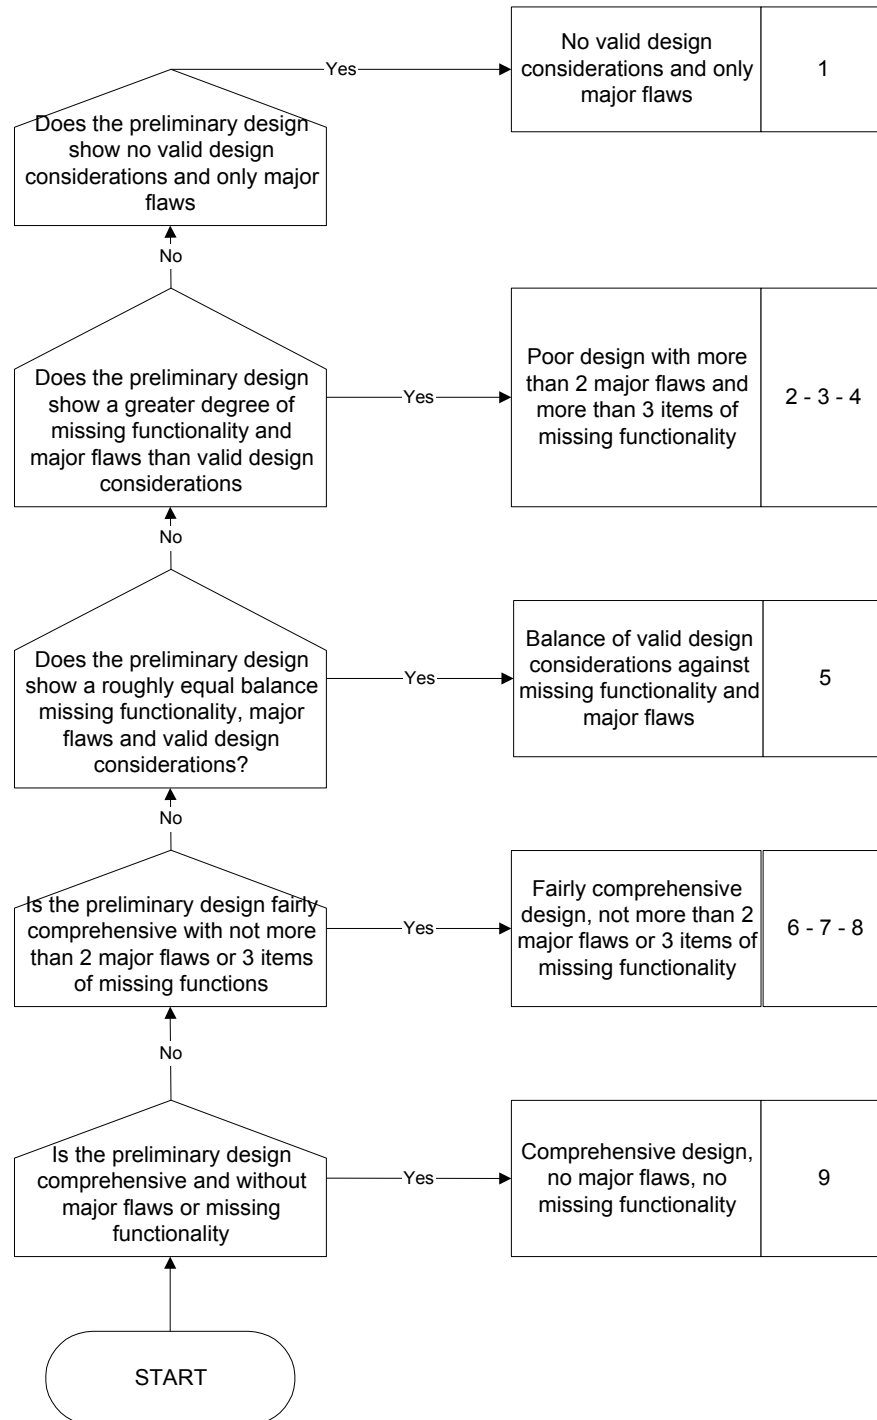 Yes
No valid design
considerations and only
major flaws
1
Does the preliminary design
show no valid design
considerations and only major
flaws
No
Does the preliminary design
show a greater degree of
missing functionality and
major flaws than valid design
considerations
Yes
Poor design with more
than 2 major flaws and
more than 3 items of
missing functionality
2 - 3 - 4
No
Does the preliminary design
show a roughly equal balance
missing functionality, major
flaws and valid design
considerations?
Yes
Balance of valid design
considerations against
missing functionality and
major flaws
5
No
Is the preliminary design fairly
comprehensive with not more
than 2 major flaws or 3 items
of missing functions
Yes
Fairly comprehensive
design, not more than 2
major flaws or 3 items of
missing functionality
6 - 7 - 8
No
Is the preliminary design
comprehensive and without
major flaws or missing
functionality
Yes
Comprehensive design,
no major flaws, no
missing functionality
9
START